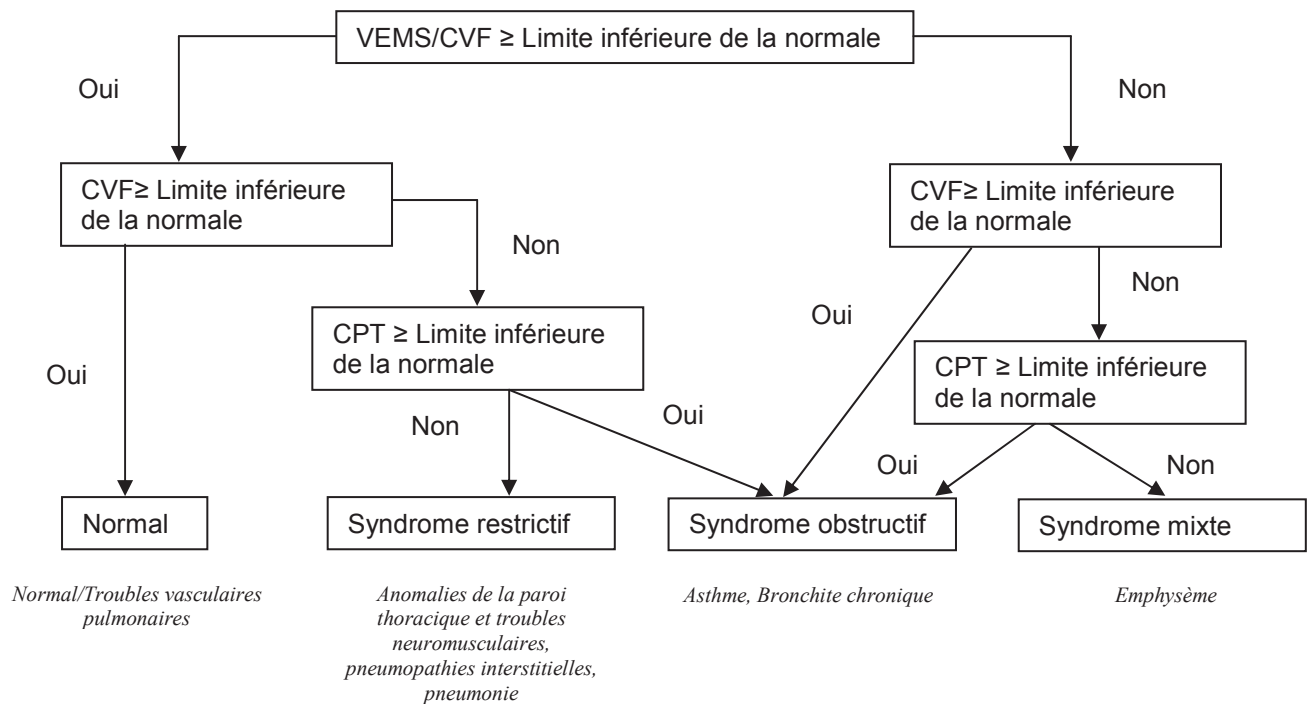 VEMS/CVF ≥ Limite inférieure de la normale
Oui
Non
CVF≥ Limite inférieure
de la normale
CVF≥ Limite inférieure
de la normale
Non
Non
Oui
CPT ≥ Limite inférieure
de la normale
CPT ≥ Limite inférieure
de la normale
Oui
Non
Oui
Oui
Non
Normal
Syndrome restrictif
Syndrome obstructif
Syndrome mixte
Normal/Troubles vasculaires
pulmonaires
Anomalies de la paroi
thoracique et troubles
neuromusculaires,
pneumopathies interstitielles,
pneumonie
Asthme, Bronchite chronique
Emphysème